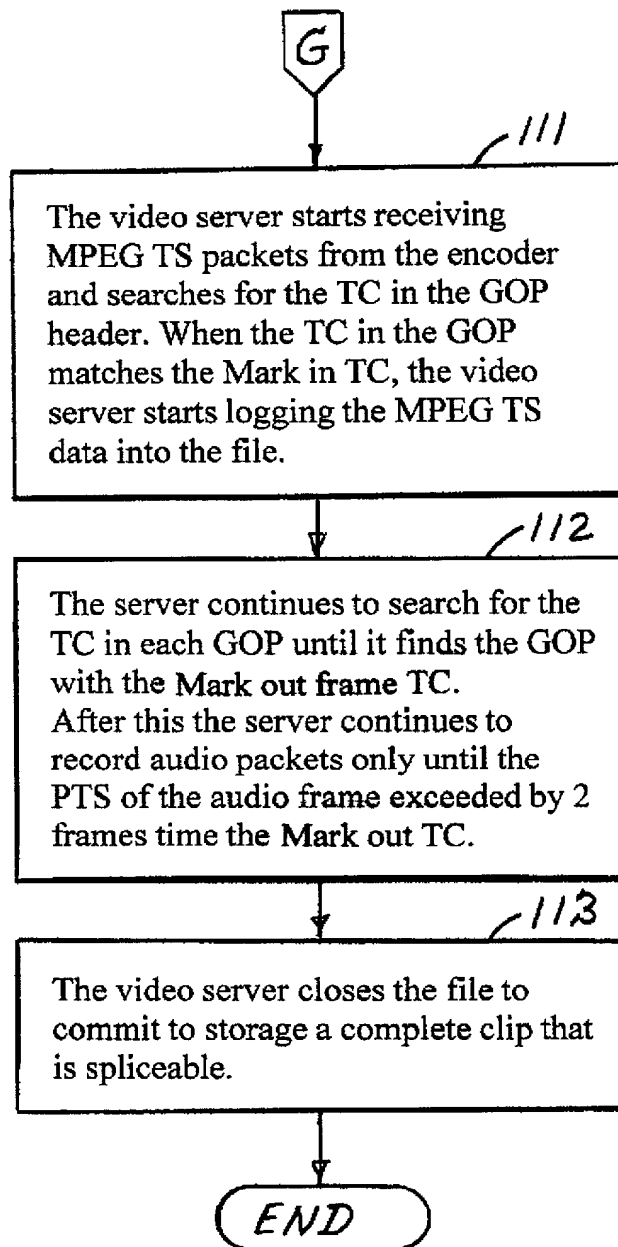 G
111
The video server starts receiving
MPEG TS packets from the encoder
and searches for the TC in the GOP
header. When the TC in the GOP
matches the Mark in TC, the video
server starts logging the MPEG TS
data into the file.
112
The server continues to search for the
TC in each GOP until it finds the GOP
with the Mark out frame TC.
After this the server continues to
record audio packets only until the
PTS of the audio frame exceeded by 2
frames time the Mark out TC.
113
The video server closes the file to
commit to storage a complete clip that
is spliceable.
END